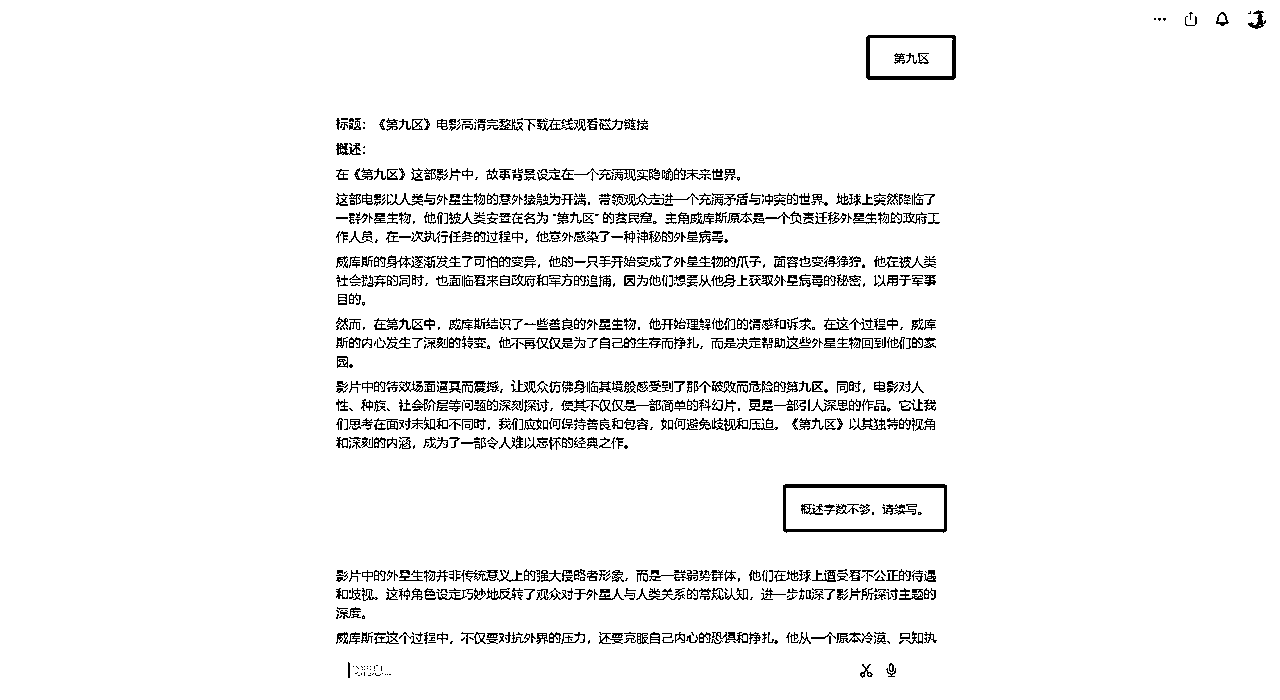 第九区
标题：《第九区》电影高清完整版下载在线观看磁力链接
概述：
在《第九区》这部影片中，故事背景设定在一个充满现实隐喻的未来世界。
这部电影以人类与外星生物的意外接触为开端，带领观众走进一个充满矛盾与冲突的世界。地球上突然降临了
一群外星生物，他们被人类安置在名为“第九区”的贫民窟。主角威库斯原本是一个负责迁移外星生物的政府工
作人员，在一次执行任务的过程中，他意外感染了一种神秘的外星病毒。
威库斯的身体逐渐发生了可怕的变异，他的一只手开始变成了外星生物的爪子，面容也变得狰狞。他在被人类
社会抛弃的同时，也面临着来自政府和军方的追捕，因为他们想要从他身上获取外星病毒的秘密，以用于军事
目的。
然而，在第九区中，威库斯结识了一些善良的外星生物，他开始理解他们的情感和诉求。在这个过程中，威库
斯的内心发生了深刻的转变。他不再仅仅是为了自己的生存而挣扎，而是决定帮助这些外星生物回到他们的家
园。
影片中的特效场面逼真而震撼，让观众仿佛身临其境般感受到了那个破败而危险的第九区。同时，电影对人
性、种族、社会阶层等问题的深刻探讨，使其不仅仅是一部简单的科幻片，更是一部引人深思的作品。它让我
们思考在面对未知和不同时，我们应如何保持善良和包容，如何避免歧视和压迫。《第九区》以其独特的视角
和深刻的内涵，成为了一部令人难以忘怀的经典之作。
概述字数不够，请续写。
影片中的外星生物并非传统意义上的强大侵略者形象，而是一群弱势群体，他们在地球上遭受着不公正的待遇
和歧视。这种角色设定巧妙地反转了观众对于外星人与人类关系的常规认知，进一步加深了影片所探讨主题的
深度。
威库斯在这个过程中，不仅要对抗外界的压力，还要克服自己内心的恐惧和挣扎。他从一个原本冷漠、只知执